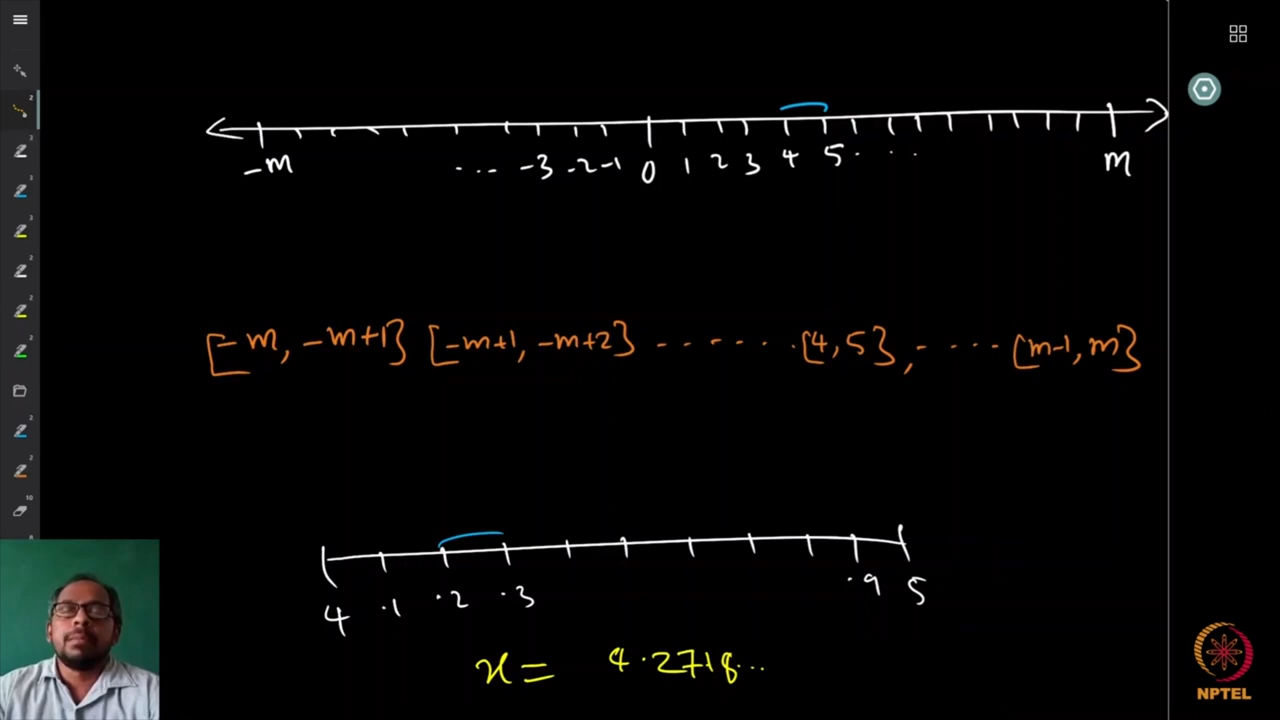 -m ... -3 -2 -1 0 1 2 3 4 5 ... m
[-m, -m+1} [-m+1, -m+2} ....... [4,5}, ..... [m-1, m}
4 .1 .2 .3 .9 5
x = 4.2718...
NPTEL